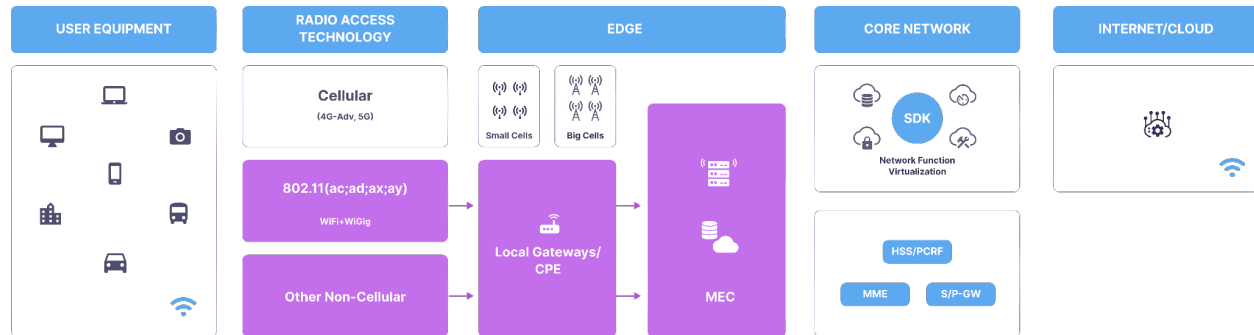 USER EQUIPMENT
RADIO ACCESS
TECHNOLOGY
EDGE
CORE NETWORK
INTERNET/CLOUD
Cellular
(4G-Adv, 5G)
802.11(ac;ad;ax;ay)
WiFi+WiGig
Other Non-Cellular
Small Cells
Big Cells
Local Gateways/
CPE
MEC
SDK
Network Function
Virtualization
HSS/PCRF
MME
S/P-GW